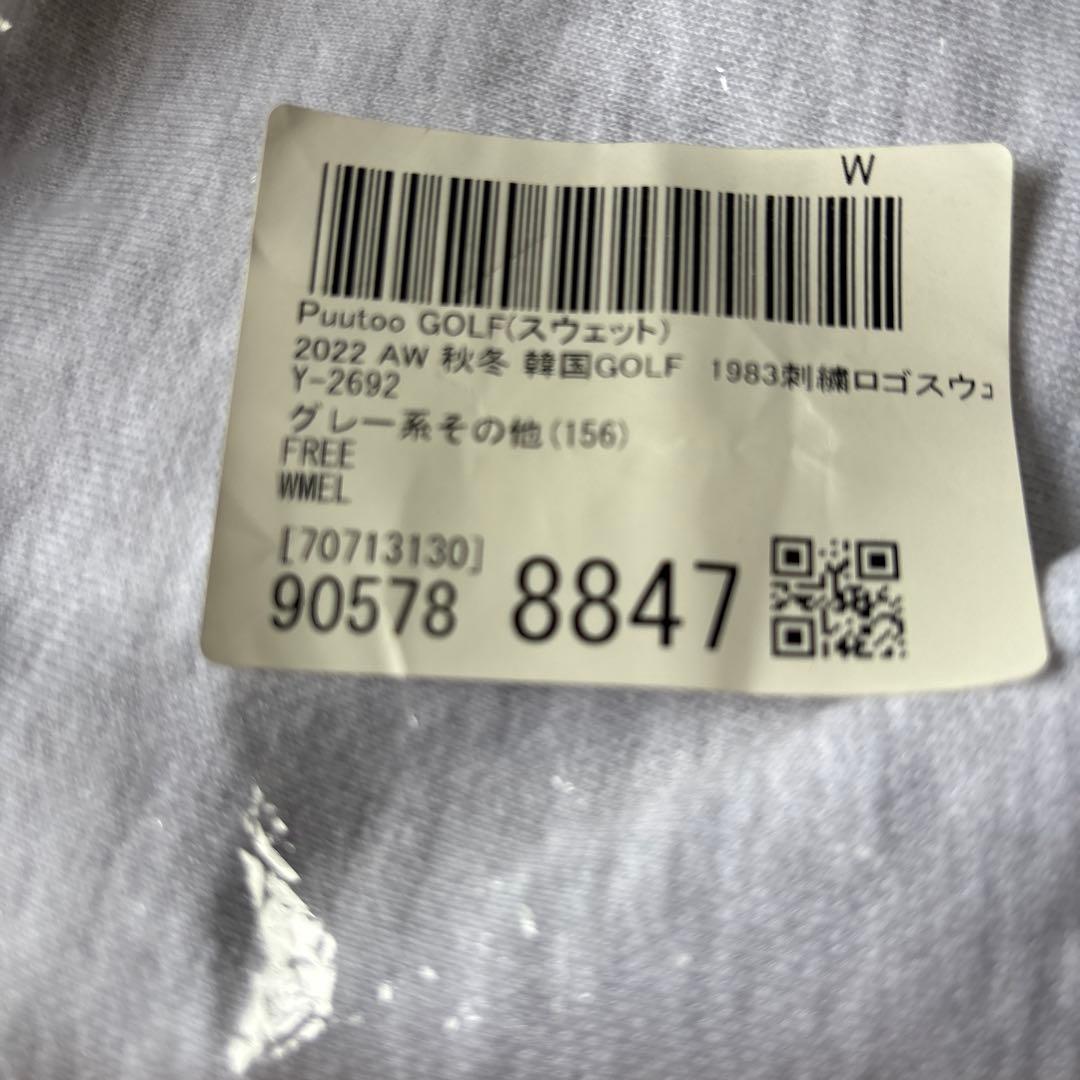 W
Puutoo GOLF(スウェット)
2022 AW 秋冬 韓国GOLF 1983刺繍ロゴスウェ
Y-2692
グレー系その他(156)
FREE
WMEL
[70713130]
90578 8847